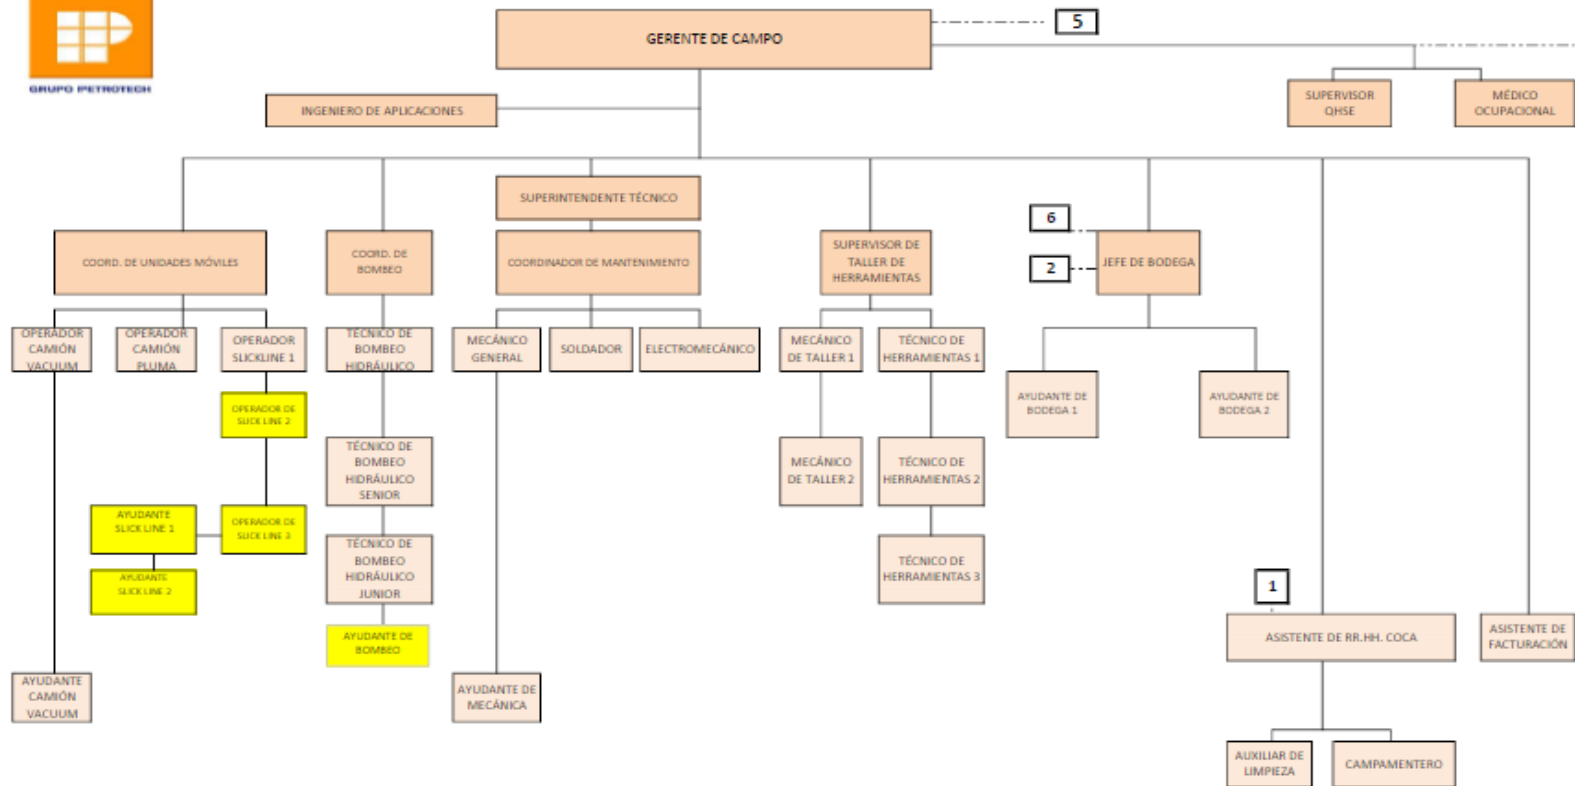 GRUPO PETROTECH
GERENTE DE CAMPO
5
SUPERVISOR
QHSE
MÉDICO
OCUPACIONAL
INGENIERO DE APLICACIONES
SUPERINTENDENTE TÉCNICO
6
2
COORD. DE UNIDADES MÓVILES
COORD. DE
BOMBEO
COORDINADOR DE MANTENIMIENTO
SUPERVISOR DE
TALLER DE
HERRAMIENTAS
JEFE DE BODEGA
OPERADOR
CAMIÓN
VACUUM
OPERADOR
CAMIÓN
PLUMA
OPERADOR
SLICKLINE 1
TÉCNICO DE
BOMBEO
HIDRÁULICO
MECÁNICO
GENERAL
SOLDADOR
ELECTROMECÁNICO
MECÁNICO
DE TALLER 1
TÉCNICO DE
HERRAMIENTAS 1
AYUDANTE DE
BODEGA 1
AYUDANTE DE
BODEGA 2
OPERADOR DE
SLICK LINE 2
TÉCNICO DE
BOMBEO
HIDRÁULICO
SENIOR
MECÁNICO
DE TALLER 2
TÉCNICO DE
HERRAMIENTAS 2
AYUDANTE
SLICK LINE 1
OPERADOR DE
SLICK LINE 3
TÉCNICO DE
BOMBEO
HIDRÁULICO
JUNIOR
TÉCNICO DE
HERRAMIENTAS 3
AYUDANTE
SLICK LINE 2
1
AYUDANTE DE
BOMBEO
ASISTENTE DE RR.HH. COCA
ASISTENTE DE
FACTURACIÓN
AYUDANTE
CAMIÓN
VACUUM
AYUDANTE DE
MECÁNICA
AUXILIAR DE
LIMPIEZA
CAMPAMENTERO